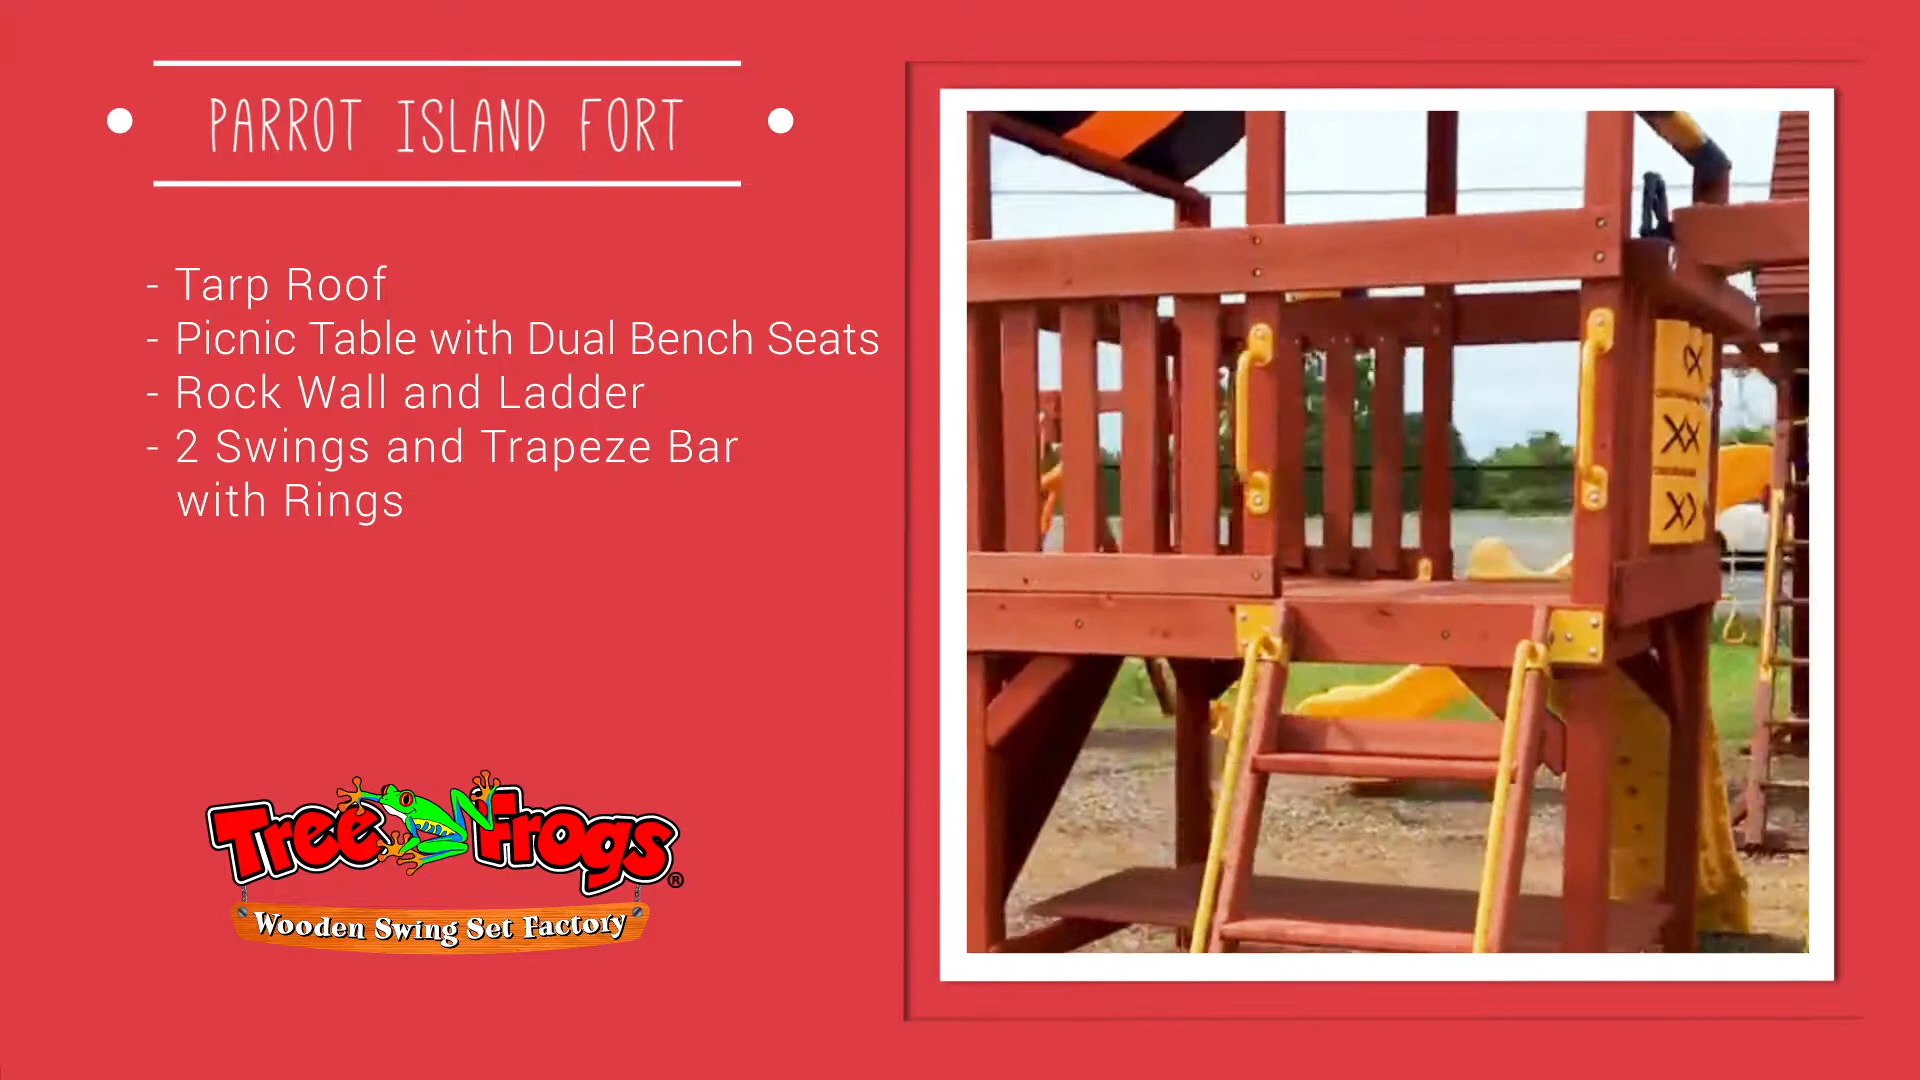 PARROT ISLAND FORT
- Tarp Roof
- Picnic Table with Dual Bench Seats
- Rock Wall and Ladder
- 2 Swings and Trapeze Bar
with Rings
Tree Frogs®
Wooden Swing Set Factory